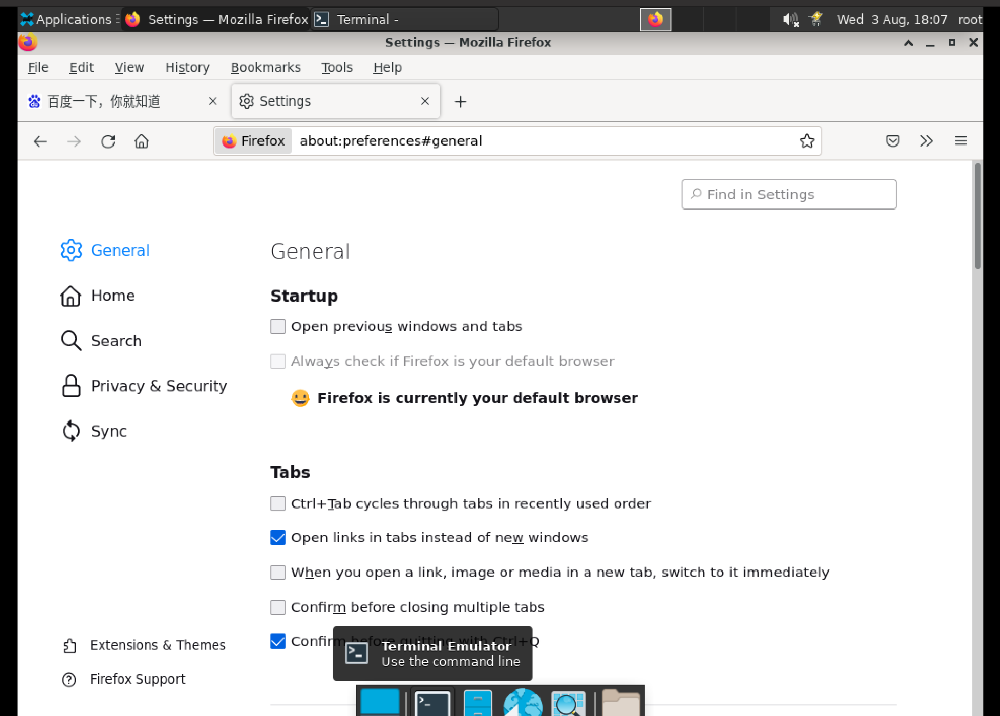 Applications Settings — Mozilla Firefox Terminal - Wed 3 Aug, 18:07 root
Settings — Mozilla Firefox
File Edit View History Bookmarks Tools Help
百度一下，你就知道 Settings
Firefox about:preferences#general
Find in Settings
General
General
Home
Startup
Open previous windows and tabs
Search
Always check if Firefox is your default browser
Privacy & Security
Firefox is currently your default browser
Sync
Tabs
Ctrl+Tab cycles through tabs in recently used order
Open links in tabs instead of new windows
When you open a link, image or media in a new tab, switch to it immediately
Confirm before closing multiple tabs
Extensions & Themes
Confirm before quitting with Ctrl+Q
Terminal Emulator
Use the command line
Firefox Support